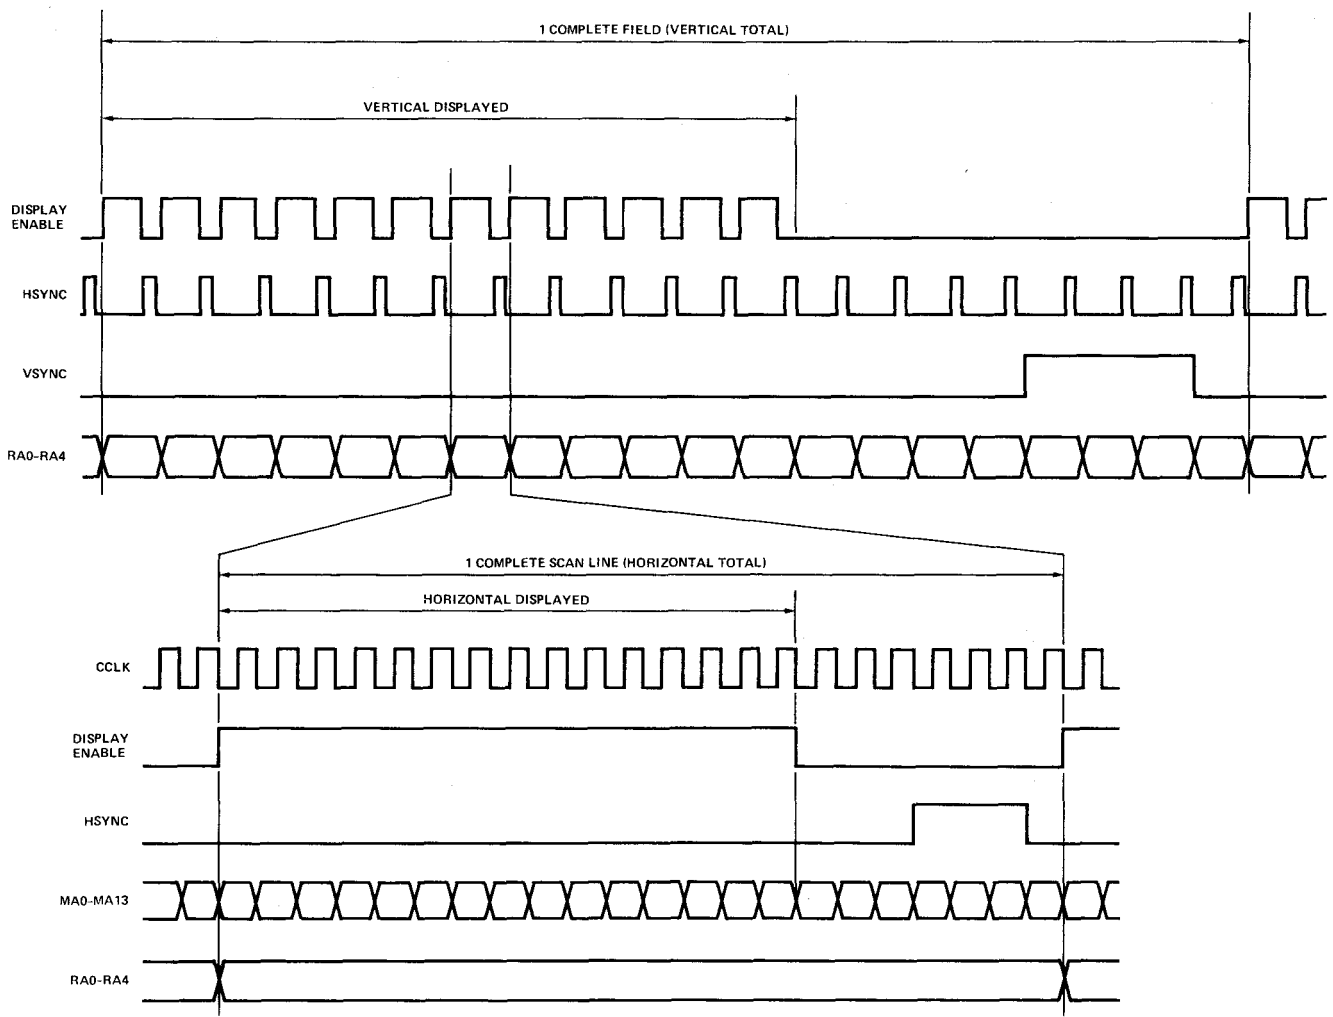 1 COMPLETE FIELD (VERTICAL TOTAL)
VERTICAL DISPLAYED
DISPLAY
ENABLE
HSYNC
VSYNC
RA0-RA4
1 COMPLETE SCAN LINE (HORIZONTAL TOTAL)
HORIZONTAL DISPLAYED
CCLK
DISPLAY
ENABLE
HSYNC
MA0-MA13
RA0-RA4